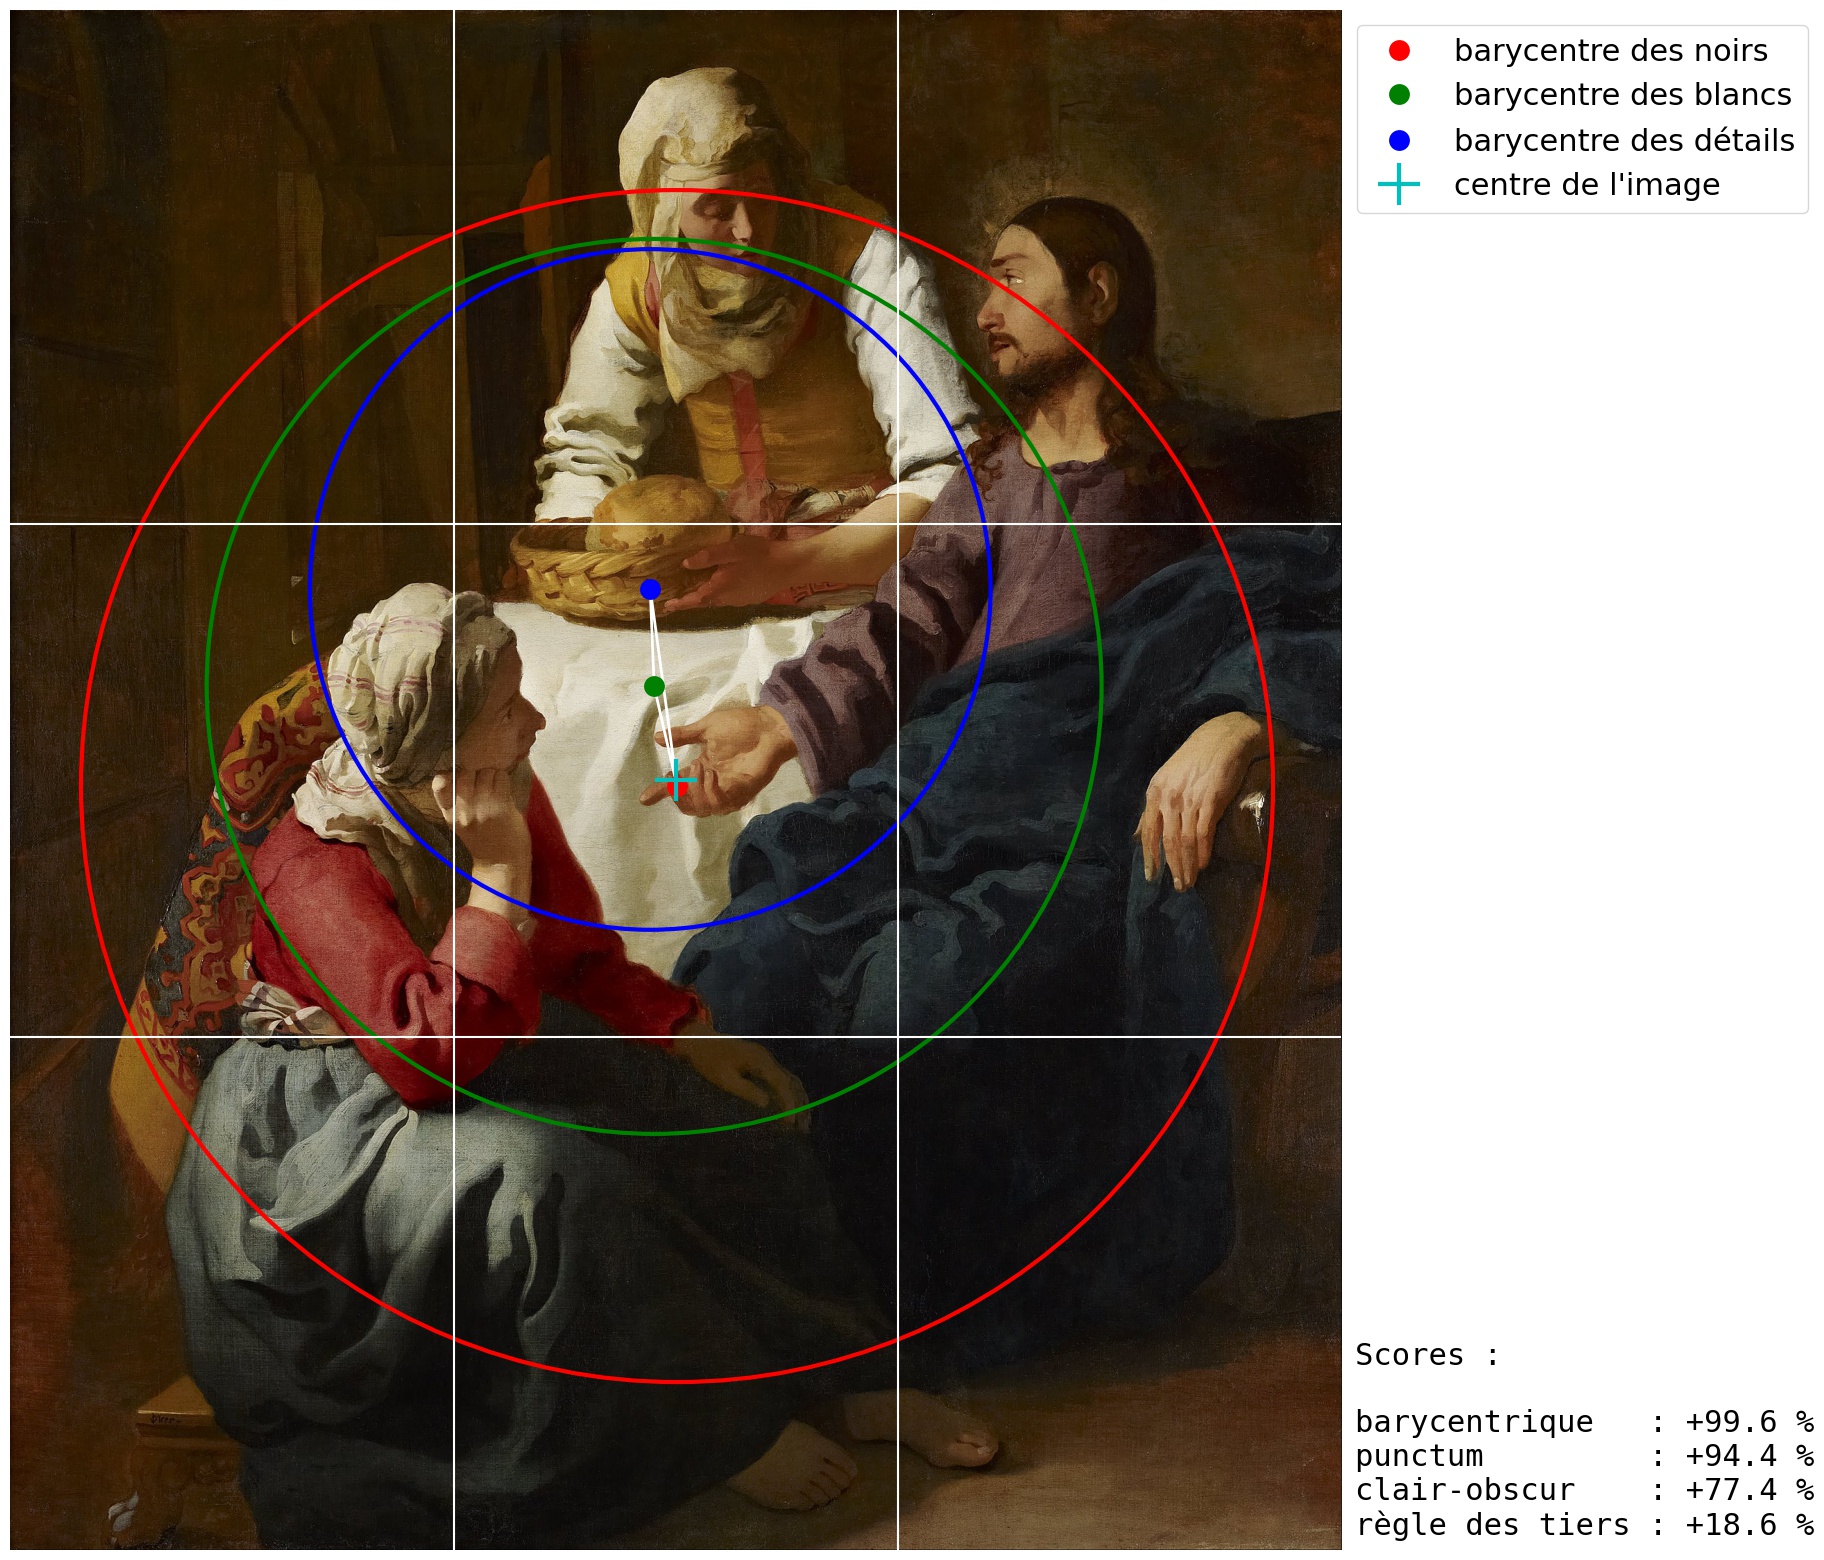 barycentre des noirs
barycentre des blancs
barycentre des détails
centre de l'image
Scores :
barycentrique : +99.6 %
punctum : +94.4 %
clair-obscur : +77.4 %
règle des tiers : +18.6 %